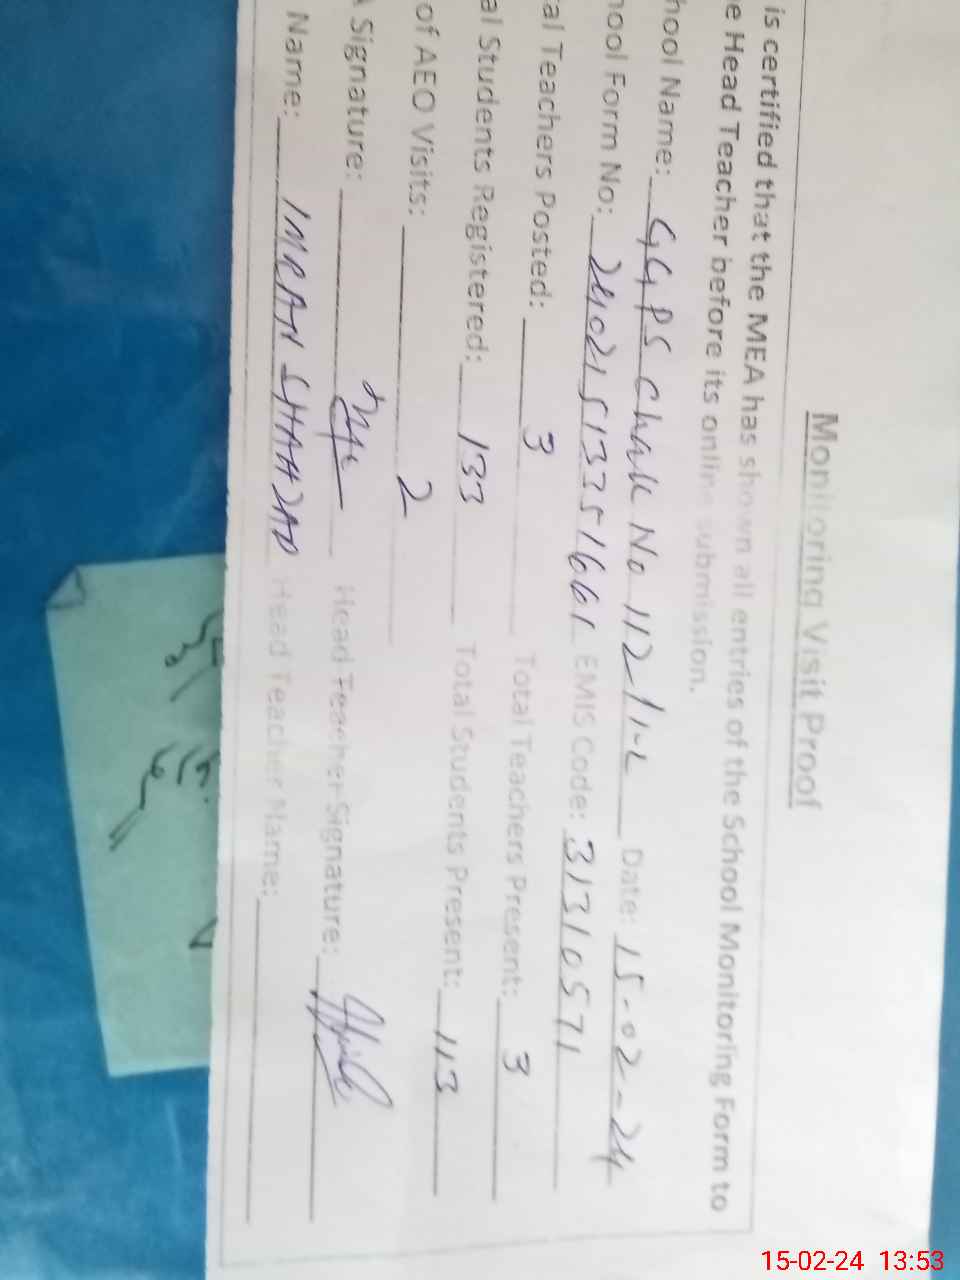 Monitoring Visit Proof
is certified that the MEA has shown all entries of the School Monitoring Form to
e Head Teacher before its online submission.
hool Name: GGPS Chak No 112/1-L Date: 15-02-24
ool Form No: EMIS Code: 31310571
al Teachers Posted: 3 Total Teachers Present: 3
al Students Registered: 133 Total Students Present: 113
of AEO Visits: 2
Signature: Head Teacher Signature:
Name: IMRAN SHAHZAD Head Teacher Name:
15-02-24 13:53